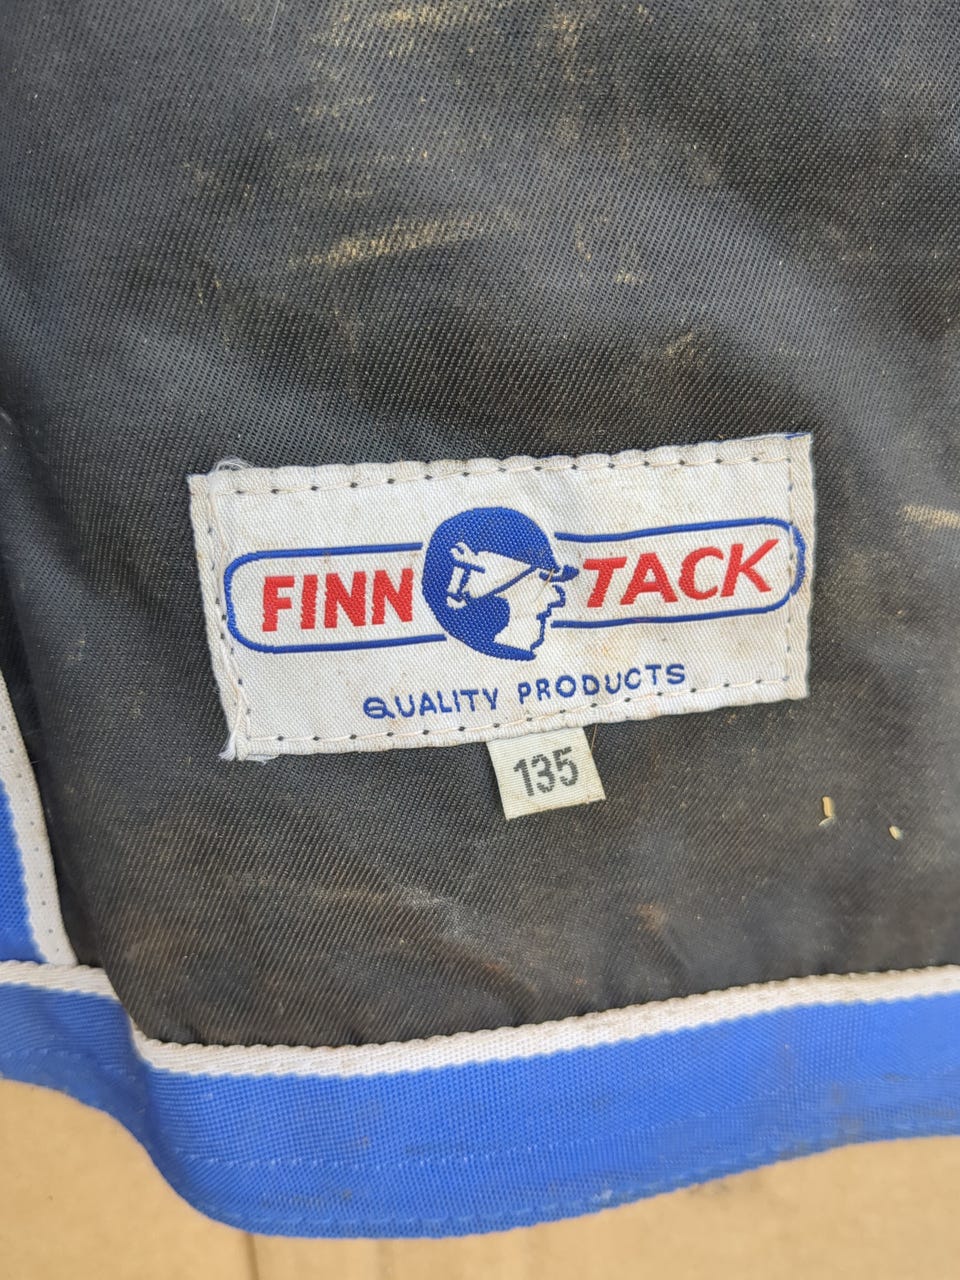 FINN TACK
QUALITY PRODUCTS
135